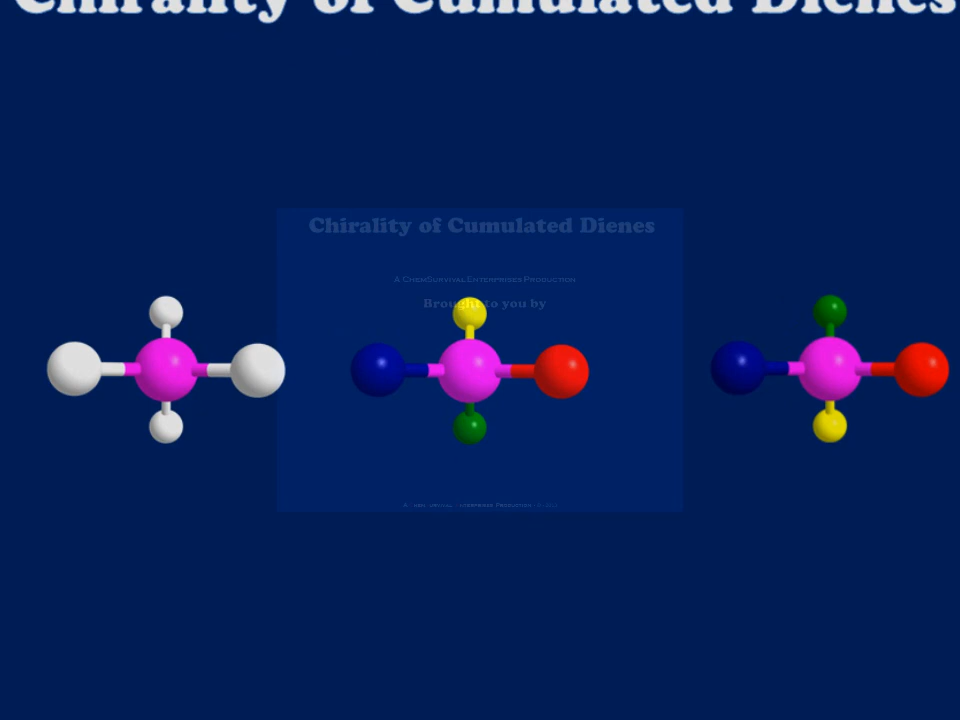 Chirality of Cumulated Dienes
Chirality of Cumulated Dienes
A ChemSurvival Enterprises Production
Brought to you by